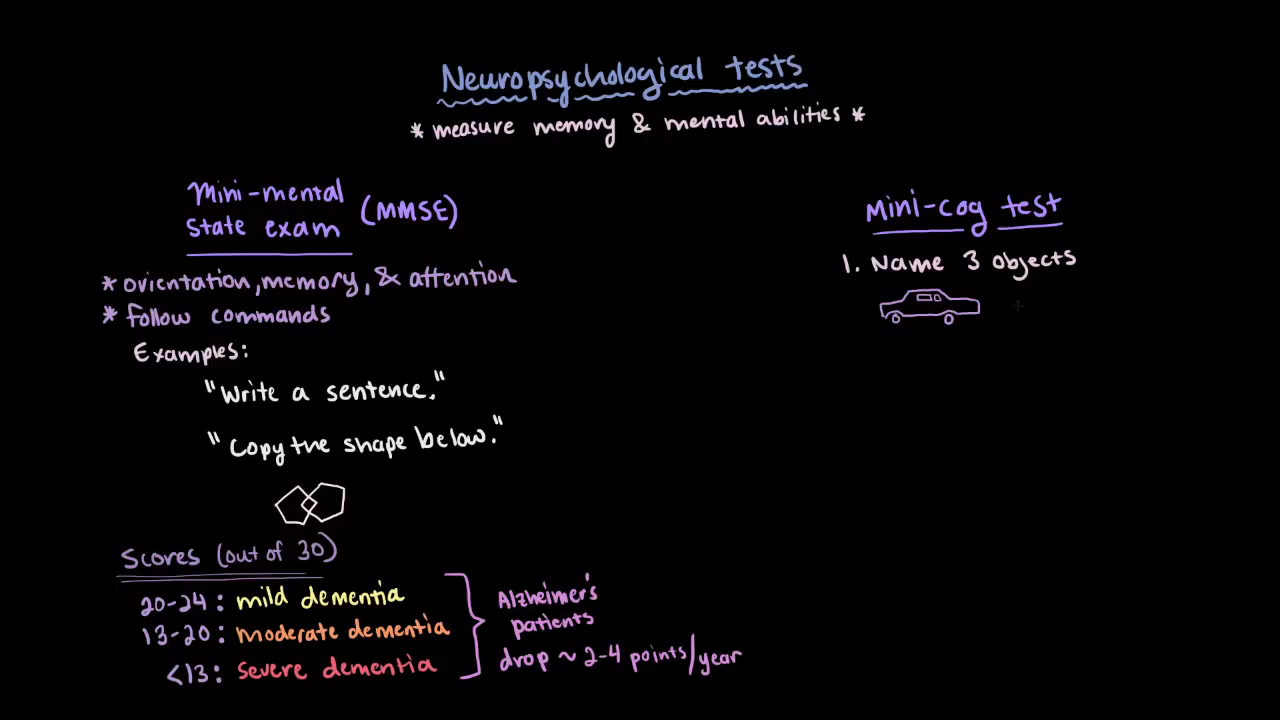 Neuropsychological tests
* measure memory & mental abilities *
Mini-mental
state exam (MMSE)
* orientation, memory, & attention
* follow commands
Examples:
"Write a sentence."
"Copy the shape below."
Scores (out of 30)
20-24: mild dementia
13-20: moderate dementia
<13: severe dementia
Alzheimer's
patients
drop ~ 2-4 points/year
Mini-cog test
1. Name 3 objects